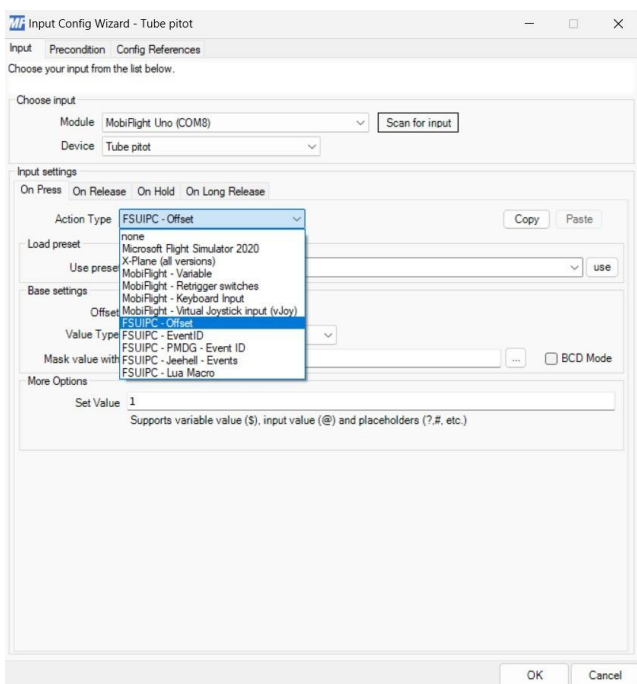 MF Input Config Wizard - Tube pitot
Input Precondition Config References
Choose your input from the list below.
Choose input
Module MobiFlight Uno (COM8) Scan for input
Device Tube pitot
Input settings
On Press On Release On Hold On Long Release
Action Type FSUIPC - Offset Copy Paste
none
Load preset
Microsoft Flight Simulator 2020
X-Plane (all versions)
Use preset use
MobiFlight - Variable
MobiFlight - Retrigger switches
Base settings
MobiFlight - Keyboard Input
Offset MobiFlight - Virtual Joystick input (vJoy)
FSUIPC - Offset
Value Type FSUIPC - EventID
FSUIPC - PMDG - Event ID
Mask value with FSUIPC - Jeehell - Events ... BCD Mode
FSUIPC - Lua Macro
More Options
Set Value 1
Supports variable value ($), input value (@) and placeholders (?,#, etc.)
OK Cancel